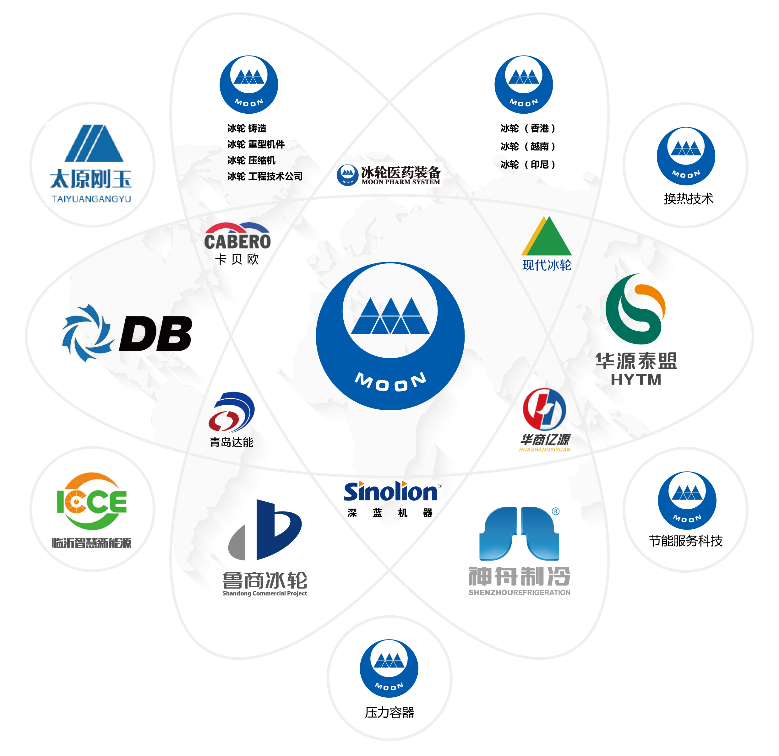 MOON
冰轮 铸造
冰轮 重型机件
冰轮 压缩机
冰轮 工程技术公司
MOON
冰轮（香港）
冰轮（越南）
冰轮（印尼）
太原刚玉
TAIYUANGANGYU
冰轮医药装备
MOON PHARM SYSTEM
MOON
换热技术
CABERO
卡贝欧
现代冰轮
DB
MOON
华源泰盟
HYTM
青岛达能
华商亿源
HUASHANGYIYUAN
ICCE
临沂智慧新能源
Sinolion
深蓝机器
鲁商冰轮
Shandong Commercial Project
®
神舟制冷
SHENZHOUREFRIGERATION
MOON
节能服务科技
MOON
压力容器